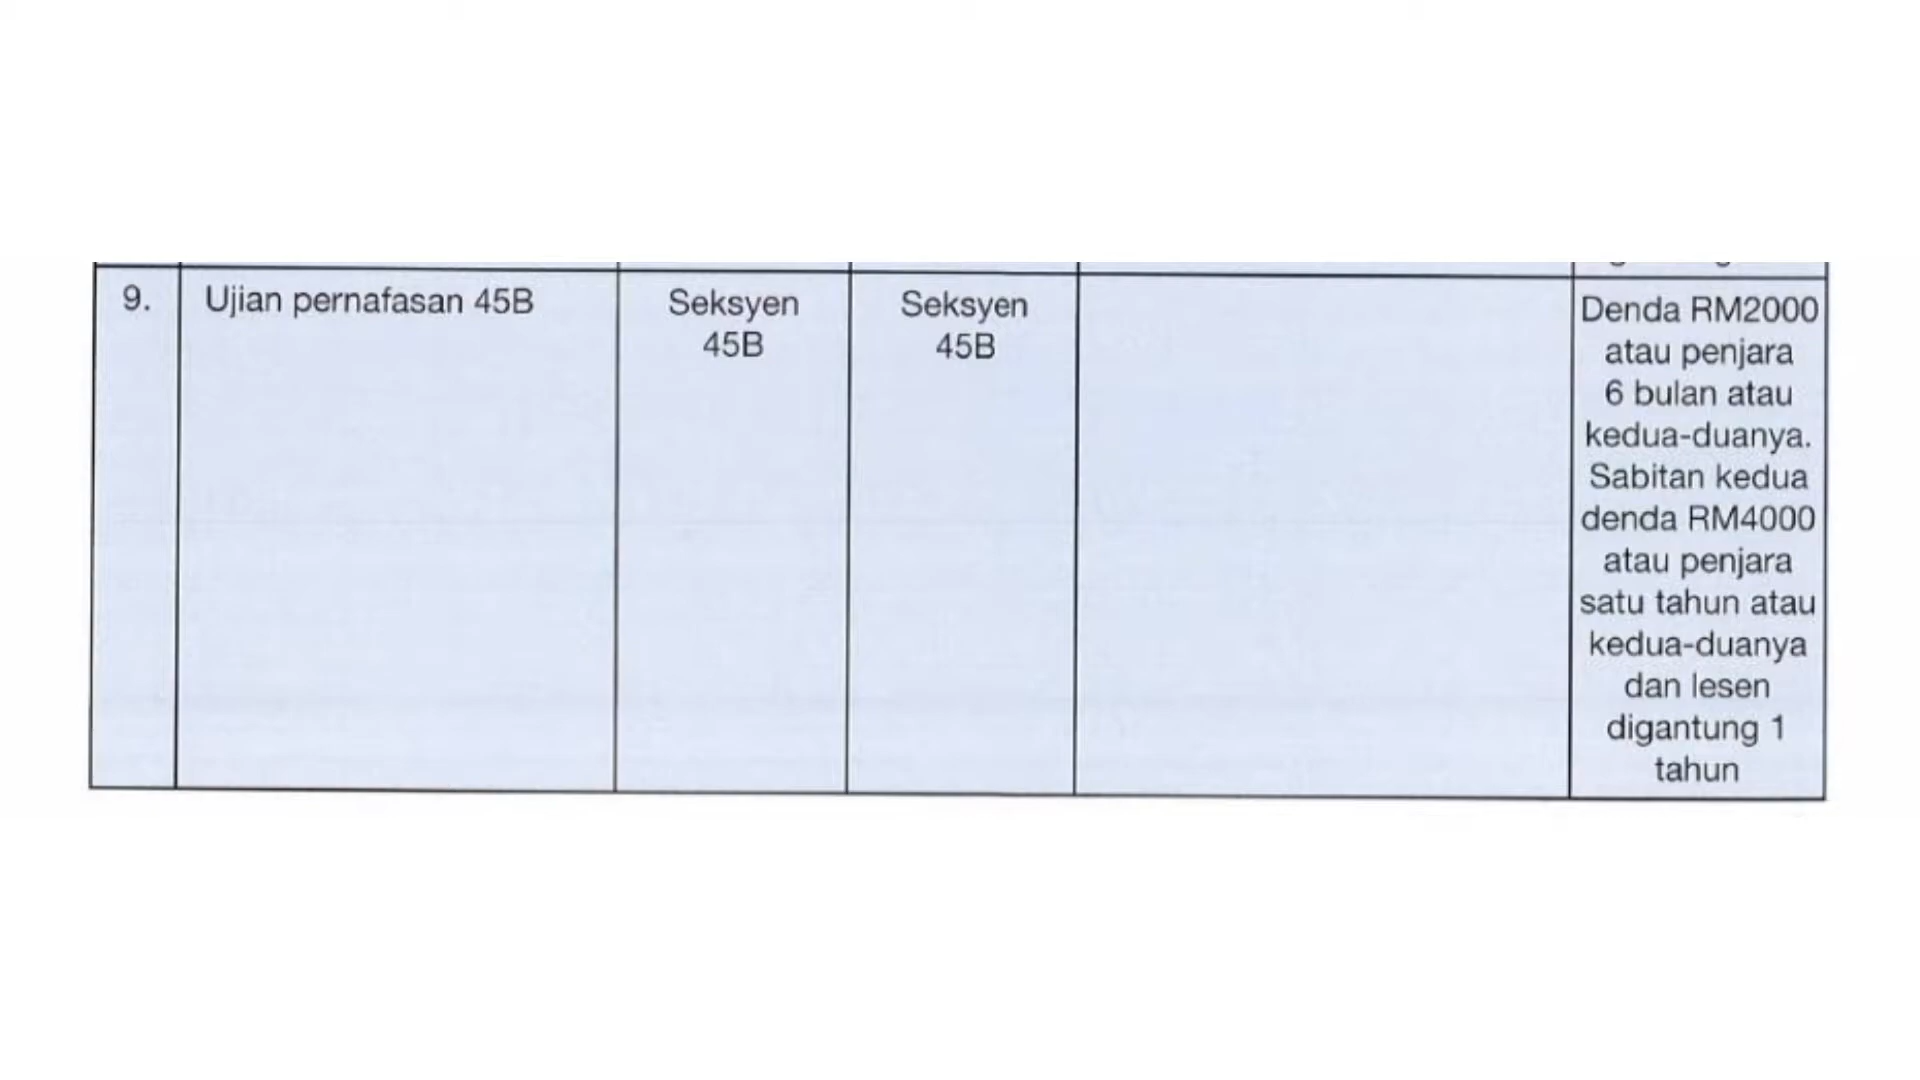 9.
Ujian pernafasan 45B
Seksyen
45B
Seksyen
45B
Denda RM2000
atau penjara
6 bulan atau
kedua-duanya.
Sabitan kedua
denda RM4000
atau penjara
satu tahun atau
kedua-duanya
dan lesen
digantung 1
tahun